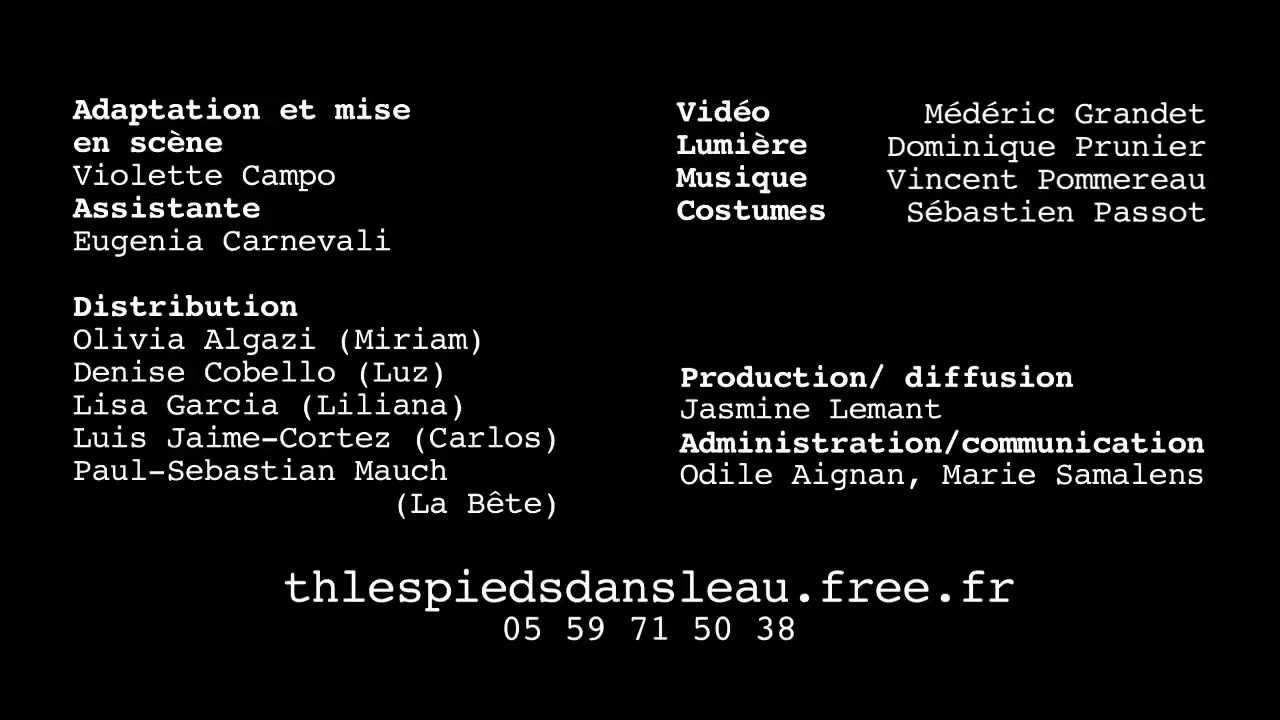 Adaptation et mise
en scène
Violette Campo
Assistante
Eugenia Carnevali
Distribution
Olivia Algazi (Miriam)
Denise Cobello (Luz)
Lisa Garcia (Liliana)
Luis Jaime-Cortez (Carlos)
Paul-Sebastian Mauch
(La Bête)
Vidéo Médéric Grandet
Lumière Dominique Prunier
Musique Vincent Pommereau
Costumes Sébastien Passot
Production/ diffusion
Jasmine Lemant
Administration/communication
Odile Aignan, Marie Samalens
thlespiedsdansleau.free.fr
05 59 71 50 38